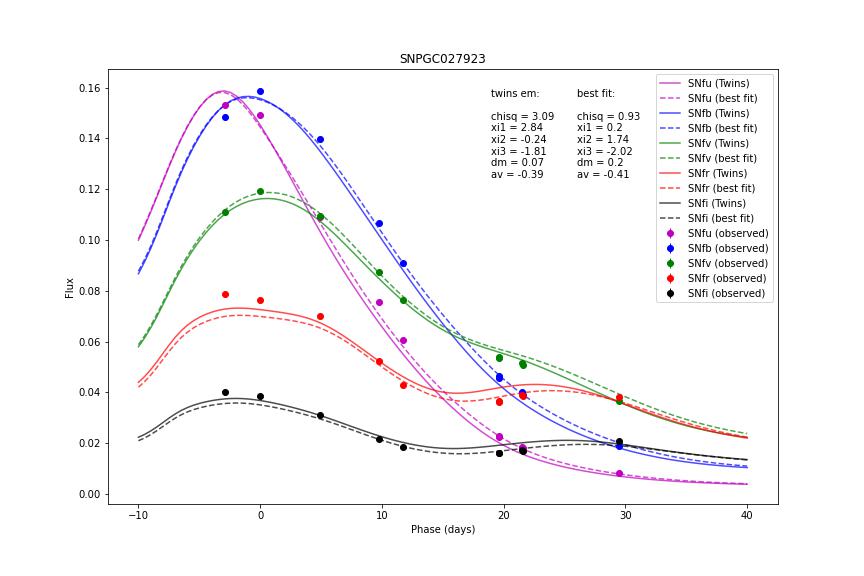 SNPGC027923
twins em:
chisq = 3.09
xi1 = 2.84
xi2 = -0.24
xi3 = -1.81
dm = 0.07
av = -0.39
best fit:
chisq = 0.93
xi1 = 0.2
xi2 = 1.74
xi3 = -2.02
dm = 0.2
av = -0.41
SNfu (Twins)
SNfu (best fit)
SNfb (Twins)
SNfb (best fit)
SNfv (Twins)
SNfv (best fit)
SNfr (Twins)
SNfr (best fit)
SNfi (Twins)
SNfi (best fit)
SNfu (observed)
SNfb (observed)
SNfv (observed)
SNfr (observed)
SNfi (observed)
Flux
0.16
0.14
0.12
0.10
0.08
0.06
0.04
0.02
0.00
−10
0
10
20
30
40
Phase (days)